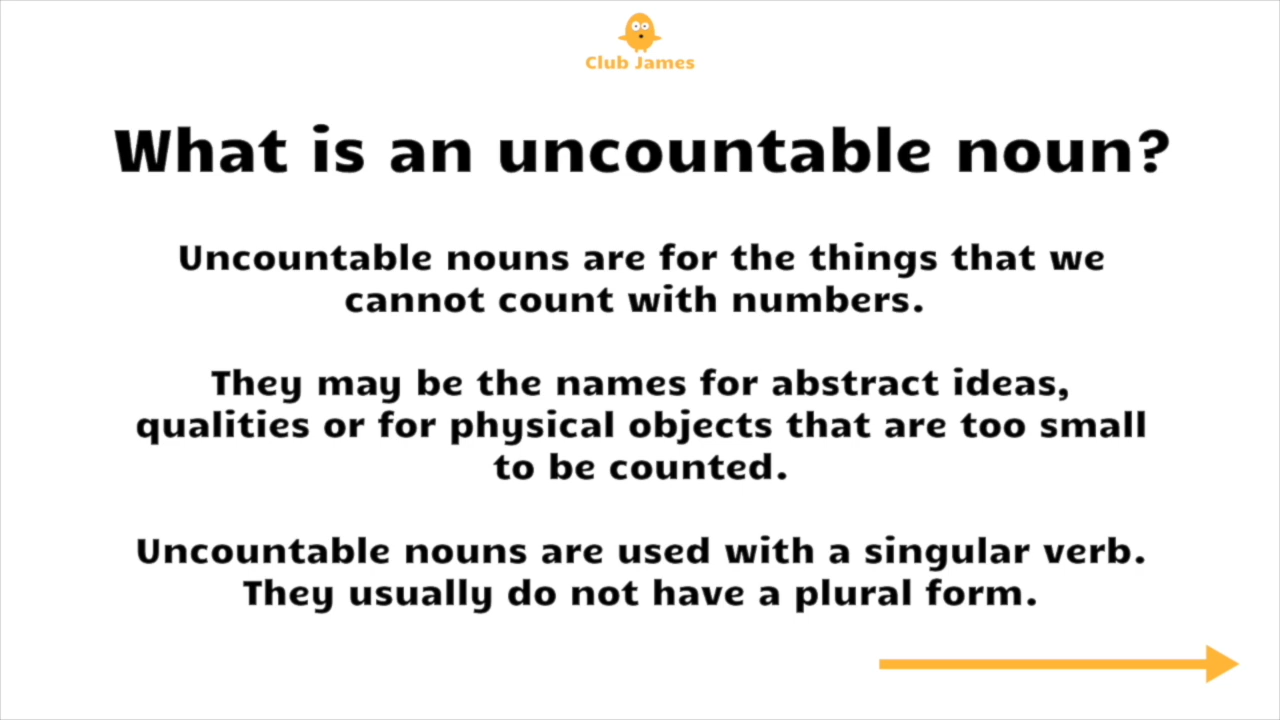 Club James
What is an uncountable noun?
Uncountable nouns are for the things that we
cannot count with numbers.
They may be the names for abstract ideas,
qualities or for physical objects that are too small
to be counted.
Uncountable nouns are used with a singular verb.
They usually do not have a plural form.